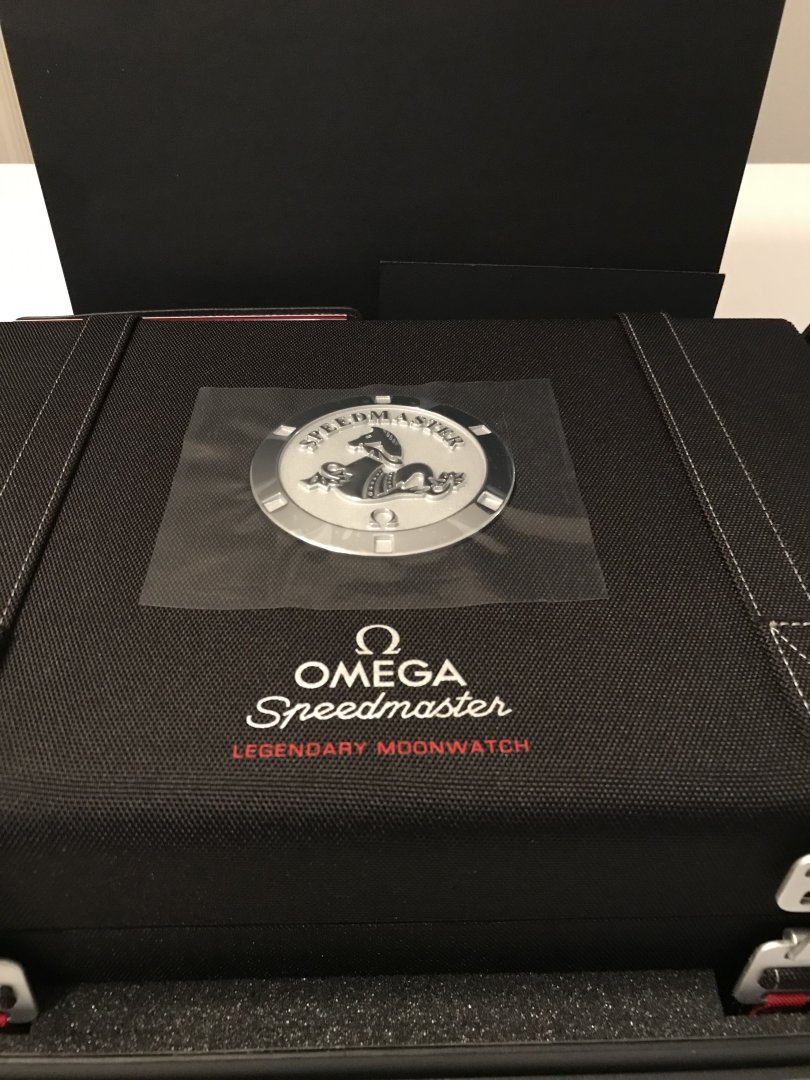 SPEEDMASTER
Ω
Ω
OMEGA
Speedmaster
LEGENDARY MOONWATCH